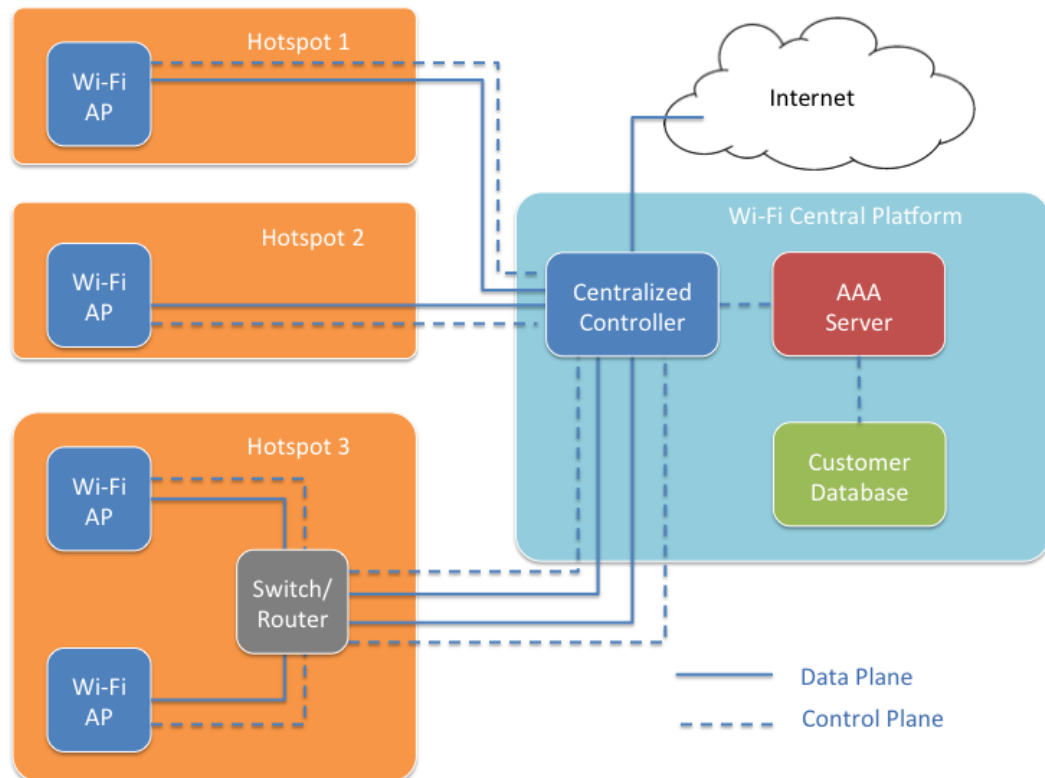 Hotspot 1
Wi-Fi
AP
Internet
Hotspot 2
Wi-Fi
AP
Wi-Fi Central Platform
Centralized
Controller
AAA
Server
Customer
Database
Hotspot 3
Wi-Fi
AP
Switch/
Router
Wi-Fi
AP
Data Plane
Control Plane